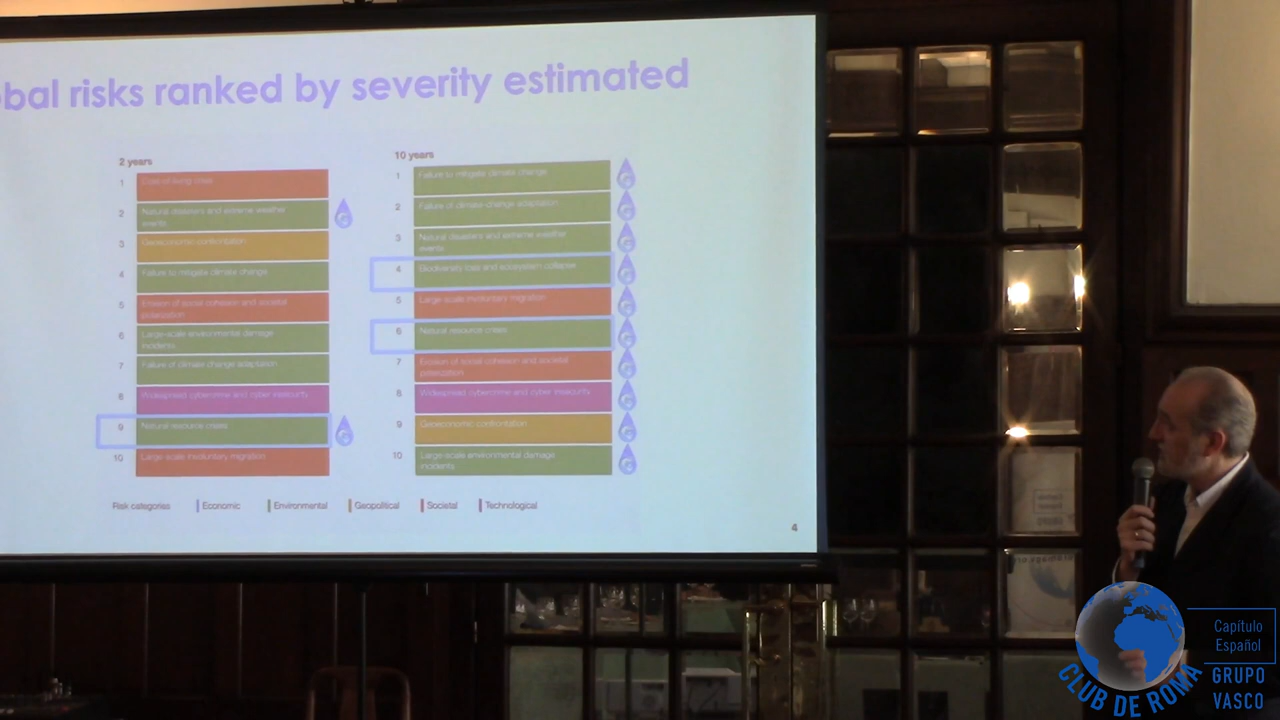 bal risks ranked by severity estimated
2 years
1 Cost-of-living crisis
2 Natural disasters and extreme weather
events
3 Geoeconomic confrontation
4 Failure to mitigate climate change
5 Erosion of social cohesion and societal
polarization
6 Large-scale environmental damage
incidents
7 Failure of climate change adaptation
8 Widespread cybercrime and cyber insecurity
9 Natural resource crises
10 Large-scale involuntary migration
10 years
1 Failure to mitigate climate change
2 Failure of climate-change adaptation
3 Natural disasters and extreme weather
events
4 Biodiversity loss and ecosystem collapse
5 Large-scale involuntary migration
6 Natural resource crises
7 Erosion of social cohesion and societal
polarization
8 Widespread cybercrime and cyber insecurity
9 Geoeconomic confrontation
10 Large-scale environmental damage
incidents
Risk categories Economic Environmental Geopolitical Societal Technological
4
CLUB DE ROMA
Capítulo
Español
GRUPO
VASCO